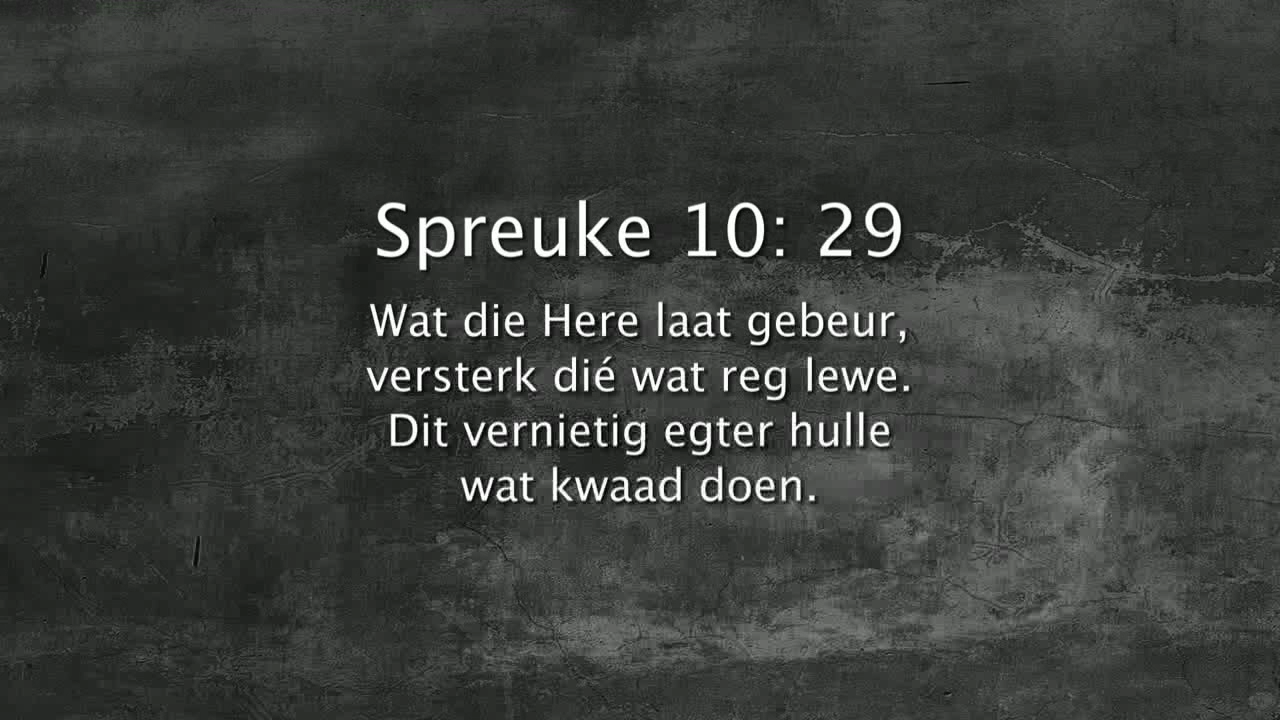 Spreuke 10: 29
Wat die Here laat gebeur,
versterk dié wat reg lewe.
Dit vernietig egter hulle
wat kwaad doen.